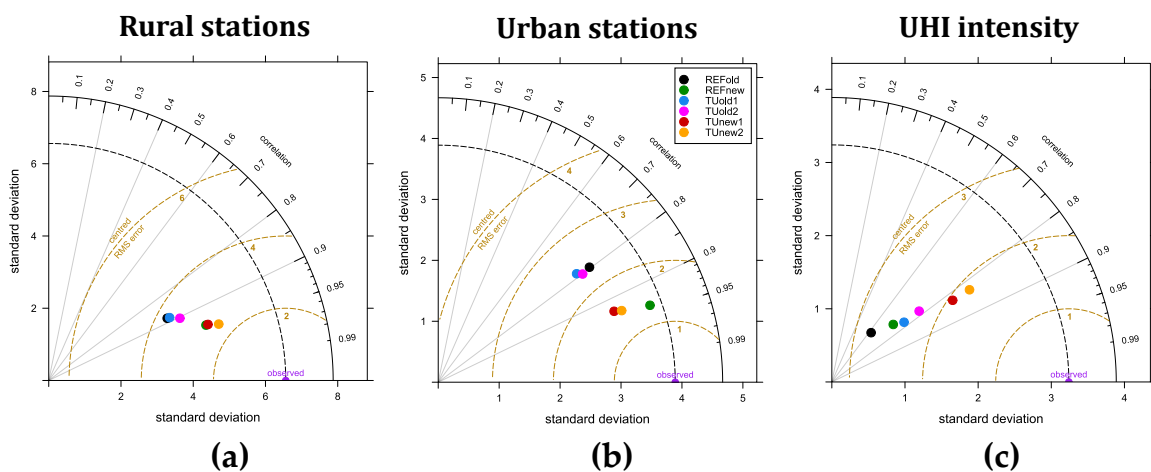 Rural stations
Urban stations
UHI intensity
8
6
4
2
standard deviation
2
4
6
8
standard deviation
0.1
0.2
0.3
0.4
0.5
0.6
0.7
0.8
0.9
0.95
0.99
correlation
centred
RMS error
6
4
2
observed
(a)
5
4
3
2
1
standard deviation
1
2
3
4
5
standard deviation
0.1
0.2
0.3
0.4
0.5
0.6
0.7
0.8
0.9
0.95
0.99
correlation
REFold
REFnew
TUold1
TUold2
TUnew1
TUnew2
centred
RMS error
4
3
2
1
observed
(b)
4
3
2
1
standard deviation
1
2
3
4
standard deviation
0.1
0.2
0.3
0.4
0.5
0.6
0.7
0.8
0.9
0.95
0.99
correlation
centred
RMS error
3
2
1
observed
(c)